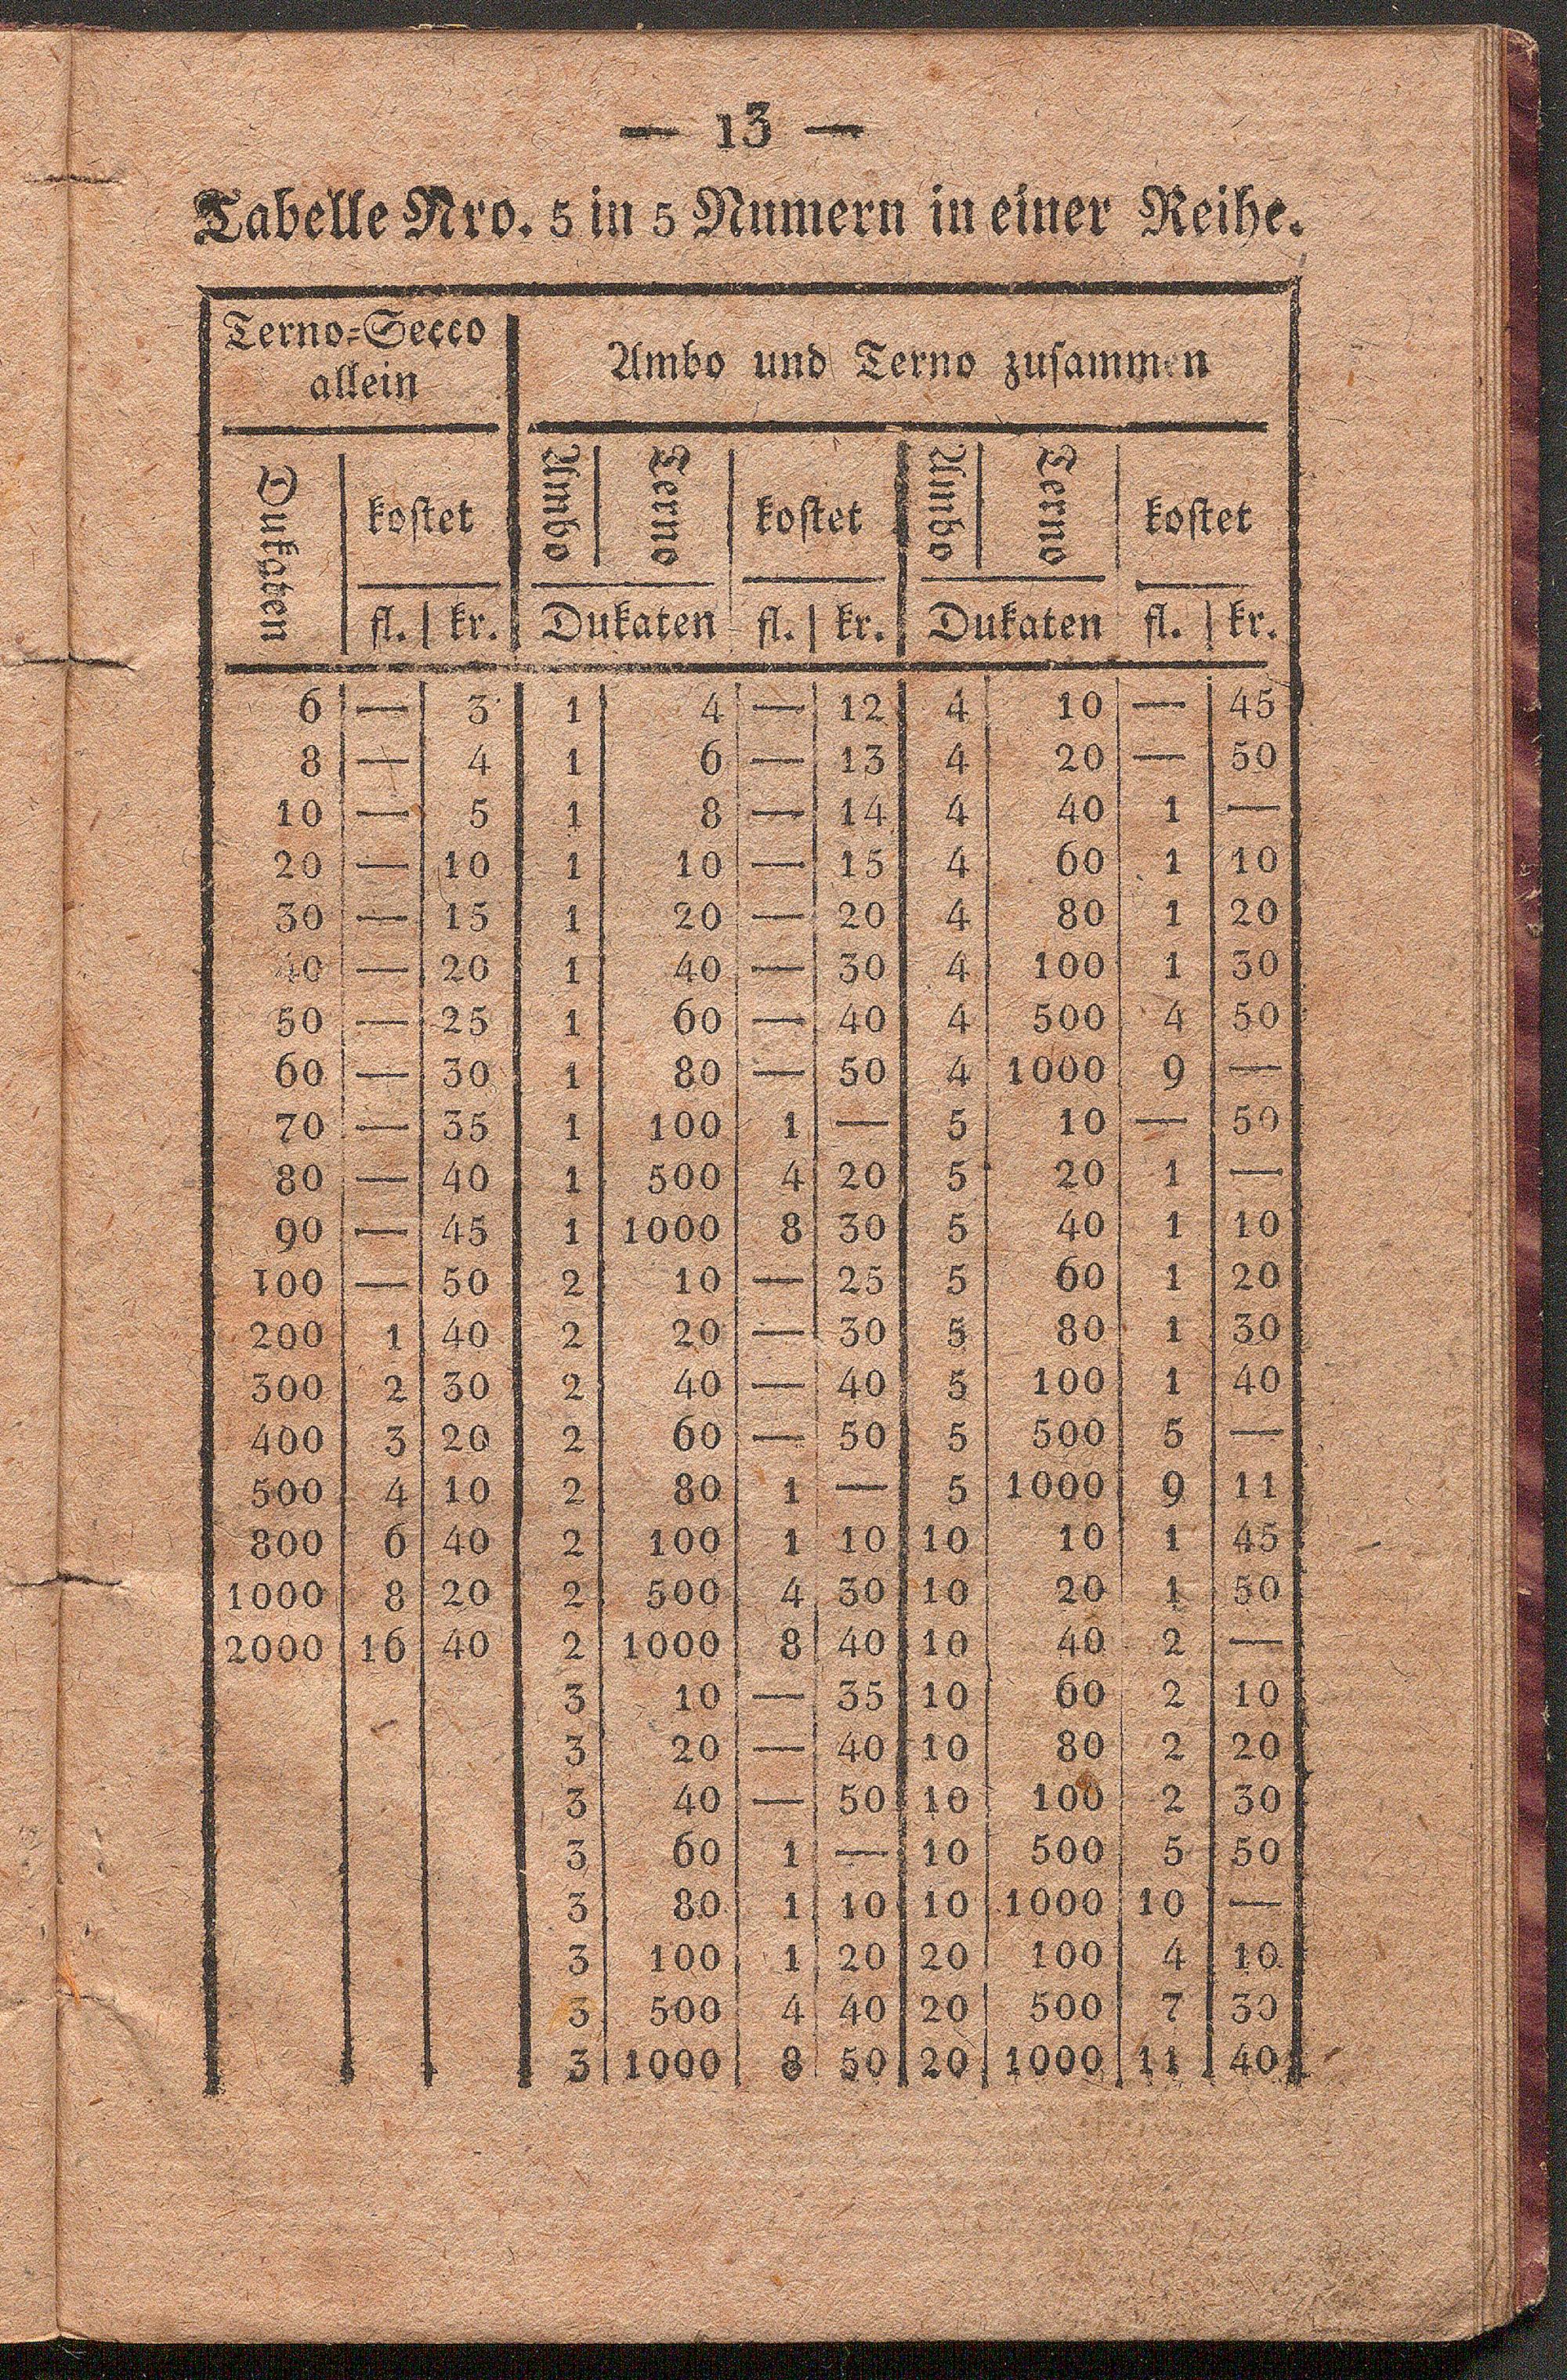 — 13 —
Tabelle Nro. 5 in 5 Numern in einer Reihe.
Terno-Secco allein | Ambo und Terno zusammen
Dukaten | kostet | Ambo | Terno | kostet | Ambo | Terno | kostet
fl. | kr. | Dukaten | fl. | kr. | Dukaten | fl. | kr.
6 | — | 3 | 1 | 4 | — | 12 | 4 | 10 | — | 45
8 | — | 4 | 1 | 6 | — | 13 | 4 | 20 | — | 50
10 | — | 5 | 1 | 8 | — | 14 | 4 | 40 | 1 | —
20 | — | 10 | 1 | 10 | — | 15 | 4 | 60 | 1 | 10
30 | — | 15 | 1 | 20 | — | 20 | 4 | 80 | 1 | 20
40 | — | 20 | 1 | 40 | — | 30 | 4 | 100 | 1 | 30
50 | — | 25 | 1 | 60 | — | 40 | 4 | 500 | 4 | 50
60 | — | 30 | 1 | 80 | — | 50 | 4 | 1000 | 9 | —
70 | — | 35 | 1 | 100 | 1 | — | 5 | 10 | — | 50
80 | — | 40 | 1 | 500 | 4 | 20 | 5 | 20 | 1 | —
90 | — | 45 | 1 | 1000 | 8 | 30 | 5 | 40 | 1 | 10
100 | — | 50 | 2 | 10 | — | 25 | 5 | 60 | 1 | 20
200 | 1 | 40 | 2 | 20 | — | 30 | 5 | 80 | 1 | 30
300 | 2 | 30 | 2 | 40 | — | 40 | 5 | 100 | 1 | 40
400 | 3 | 20 | 2 | 60 | — | 50 | 5 | 500 | 5 | —
500 | 4 | 10 | 2 | 80 | 1 | — | 5 | 1000 | 9 | 11
800 | 6 | 40 | 2 | 100 | 1 | 10 | 10 | 10 | 1 | 45
1000 | 8 | 20 | 2 | 500 | 4 | 30 | 10 | 20 | 1 | 50
2000 | 16 | 40 | 2 | 1000 | 8 | 40 | 10 | 40 | 2 | —
3 | 10 | — | 35 | 10 | 60 | 2 | 10
3 | 20 | — | 40 | 10 | 80 | 2 | 20
3 | 40 | — | 50 | 10 | 100 | 2 | 30
3 | 60 | 1 | — | 10 | 500 | 5 | 50
3 | 80 | 1 | 10 | 10 | 1000 | 10 | —
3 | 100 | 1 | 20 | 20 | 100 | 4 | 10
3 | 500 | 4 | 40 | 20 | 500 | 7 | 30
3 | 1000 | 8 | 50 | 20 | 1000 | 11 | 40